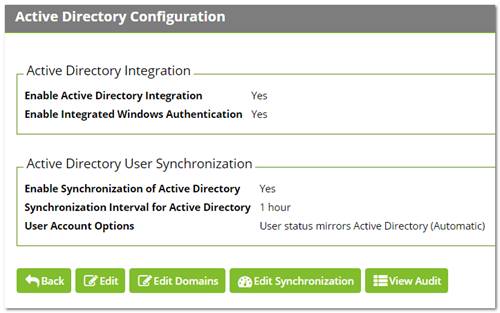 Active Directory Configuration
Active Directory Integration
Enable Active Directory Integration Yes
Enable Integrated Windows Authentication Yes
Active Directory User Synchronization
Enable Synchronization of Active Directory Yes
Synchronization Interval for Active Directory 1 hour
User Account Options User status mirrors Active Directory (Automatic)
Back Edit Edit Domains Edit Synchronization View Audit